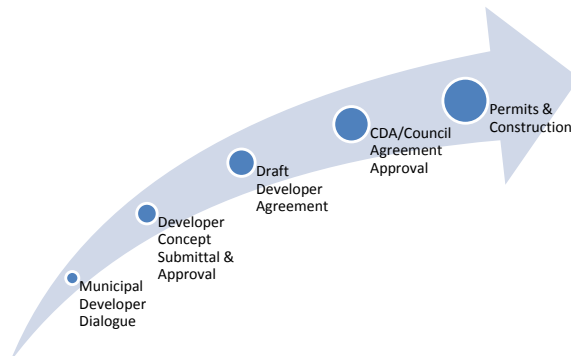 Municipal
Developer
Dialogue
Developer
Concept
Submittal &
Approval
Draft
Developer
Agreement
CDA/Council
Agreement
Approval
Permits &
Construction